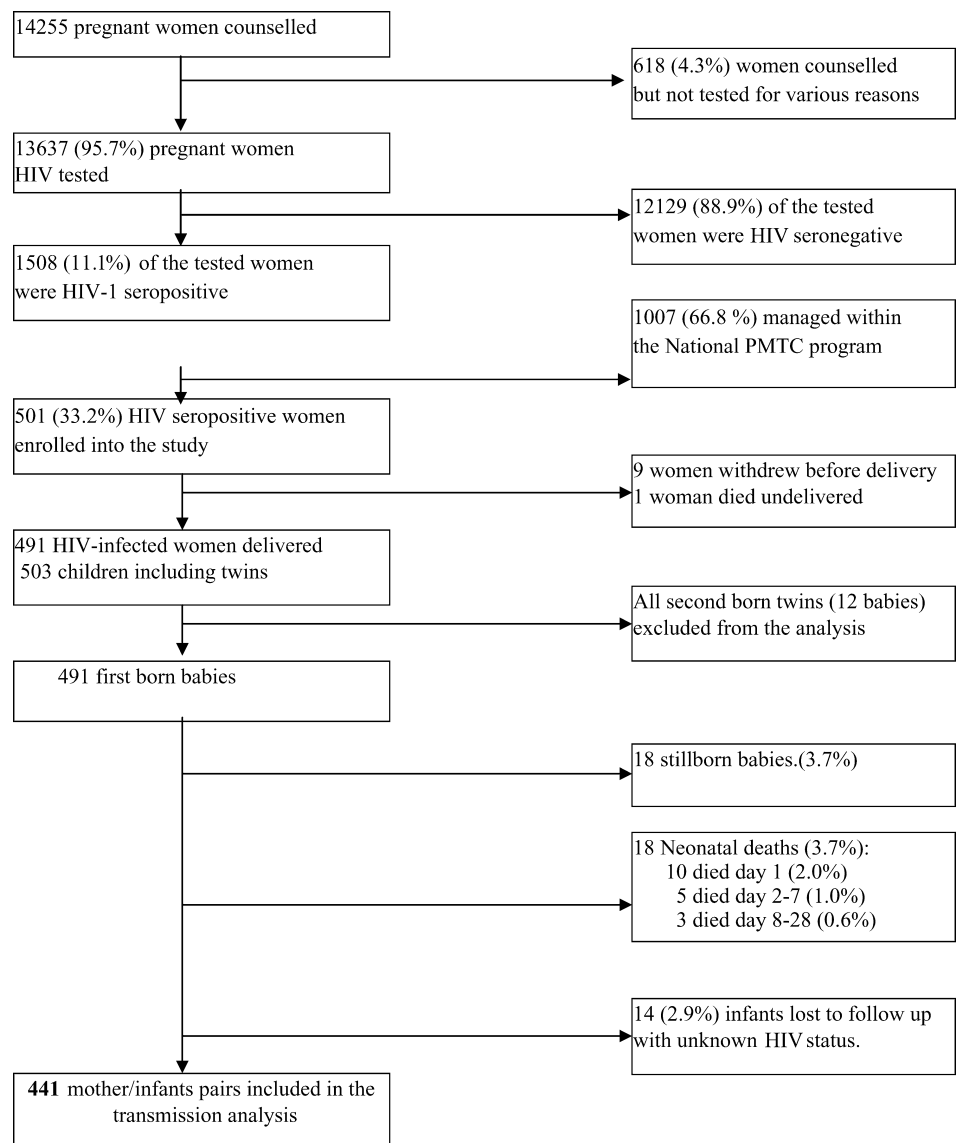 14255 pregnant women counselled
618 (4.3%) women counselled
but not tested for various reasons
13637 (95.7%) pregnant women
HIV tested
12129 (88.9%) of the tested
women were HIV seronegative
1508 (11.1%) of the tested women
were HIV-1 seropositive
1007 (66.8 %) managed within
the National PMTC program
501 (33.2%) HIV seropositive women
enrolled into the study
9 women withdrew before delivery
1 woman died undelivered
491 HIV-infected women delivered
503 children including twins
All second born twins (12 babies)
excluded from the analysis
491 first born babies
18 stillborn babies.(3.7%)
18 Neonatal deaths (3.7%):
10 died day 1 (2.0%)
5 died day 2-7 (1.0%)
3 died day 8-28 (0.6%)
14 (2.9%) infants lost to follow up
with unknown HIV status.
441 mother/infants pairs included in the
transmission analysis